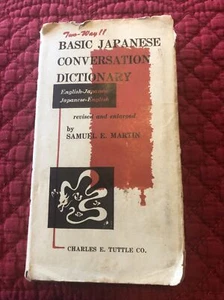 Two-Way!!
BASIC JAPANESE
CONVERSATION
DICTIONARY
English-Japanese
Japanese-English
revised and enlarged
by
SAMUEL E. MARTIN
CHARLES E. TUTTLE CO.